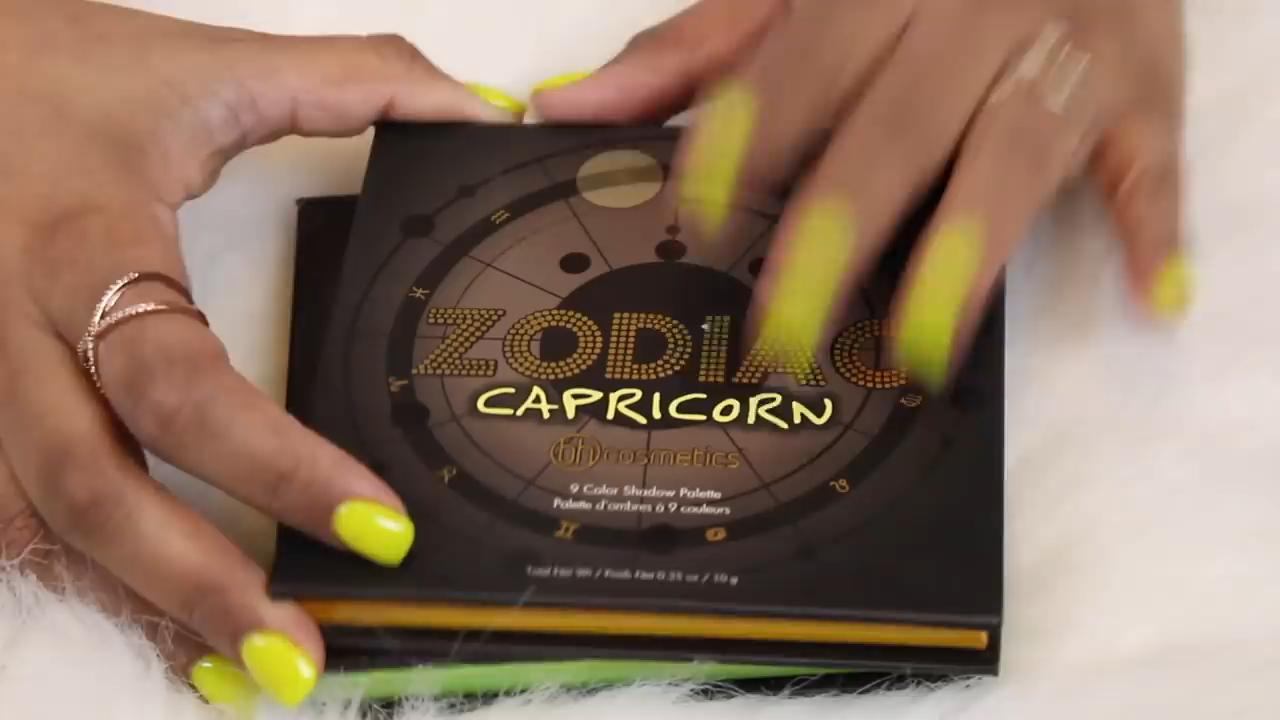 ZODIAC
CAPRICORN
bh cosmetics
9 Color Shadow Palette
Palette d'ombres à 9 couleurs